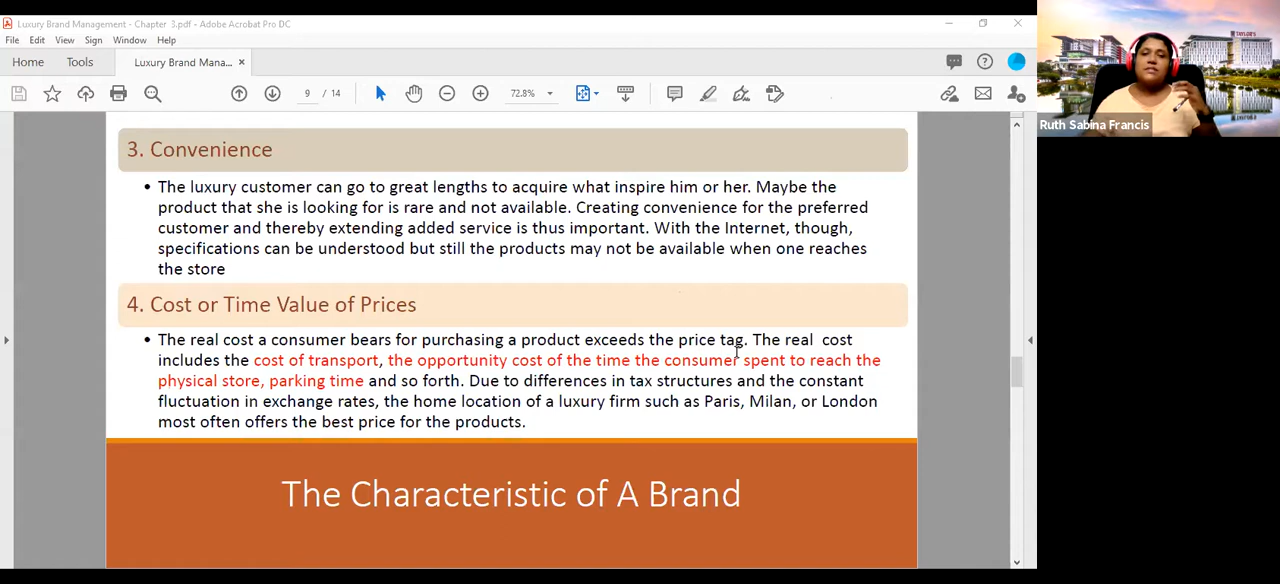 Luxury Brand Management - Chapter 3.pdf - Adobe Acrobat Pro DC
File Edit View Sign Window Help
Home Tools Luxury Brand Mana... ×
9 / 14 72.8%
3. Convenience
• The luxury customer can go to great lengths to acquire what inspire him or her. Maybe the
product that she is looking for is rare and not available. Creating convenience for the preferred
customer and thereby extending added service is thus important. With the Internet, though,
specifications can be understood but still the products may not be available when one reaches
the store
4. Cost or Time Value of Prices
• The real cost a consumer bears for purchasing a product exceeds the price tag. The real cost
includes the cost of transport, the opportunity cost of the time the consumer spent to reach the
physical store, parking time and so forth. Due to differences in tax structures and the constant
fluctuation in exchange rates, the home location of a luxury firm such as Paris, Milan, or London
most often offers the best price for the products.
The Characteristic of A Brand
Ruth Sabina Francis